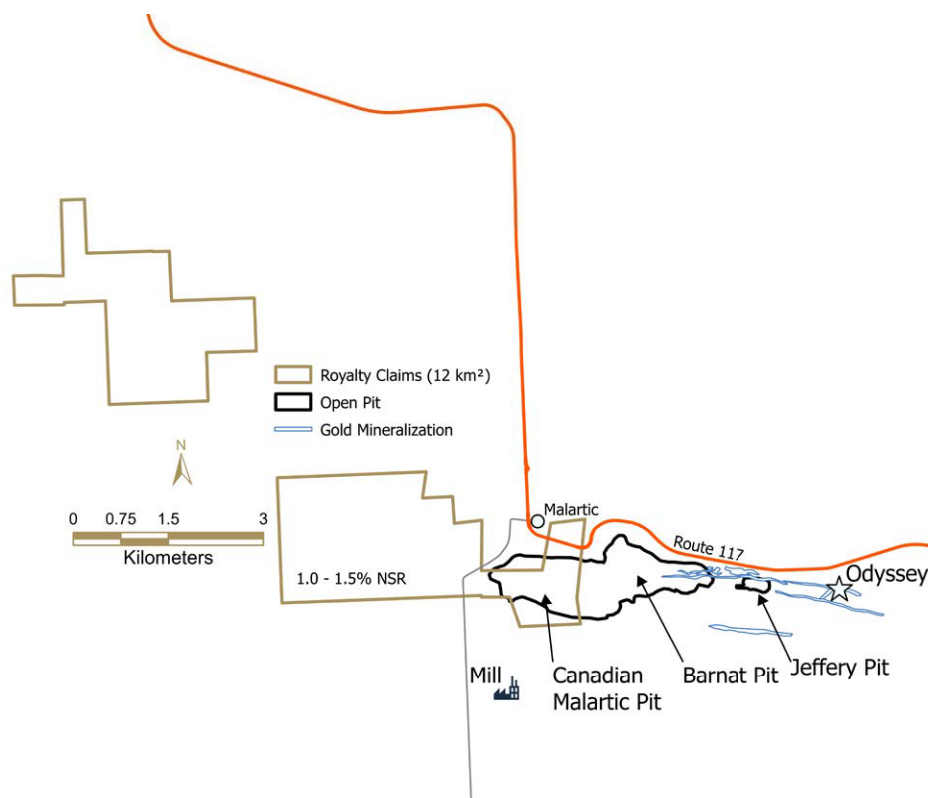 Royalty Claims (12 km²)
Open Pit
Gold Mineralization
N
0 0.75 1.5 3
Kilometers
Malartic
Route 117
1.0 - 1.5% NSR
Odyssey
Mill
Canadian
Malartic Pit
Barnat Pit
Jeffery Pit